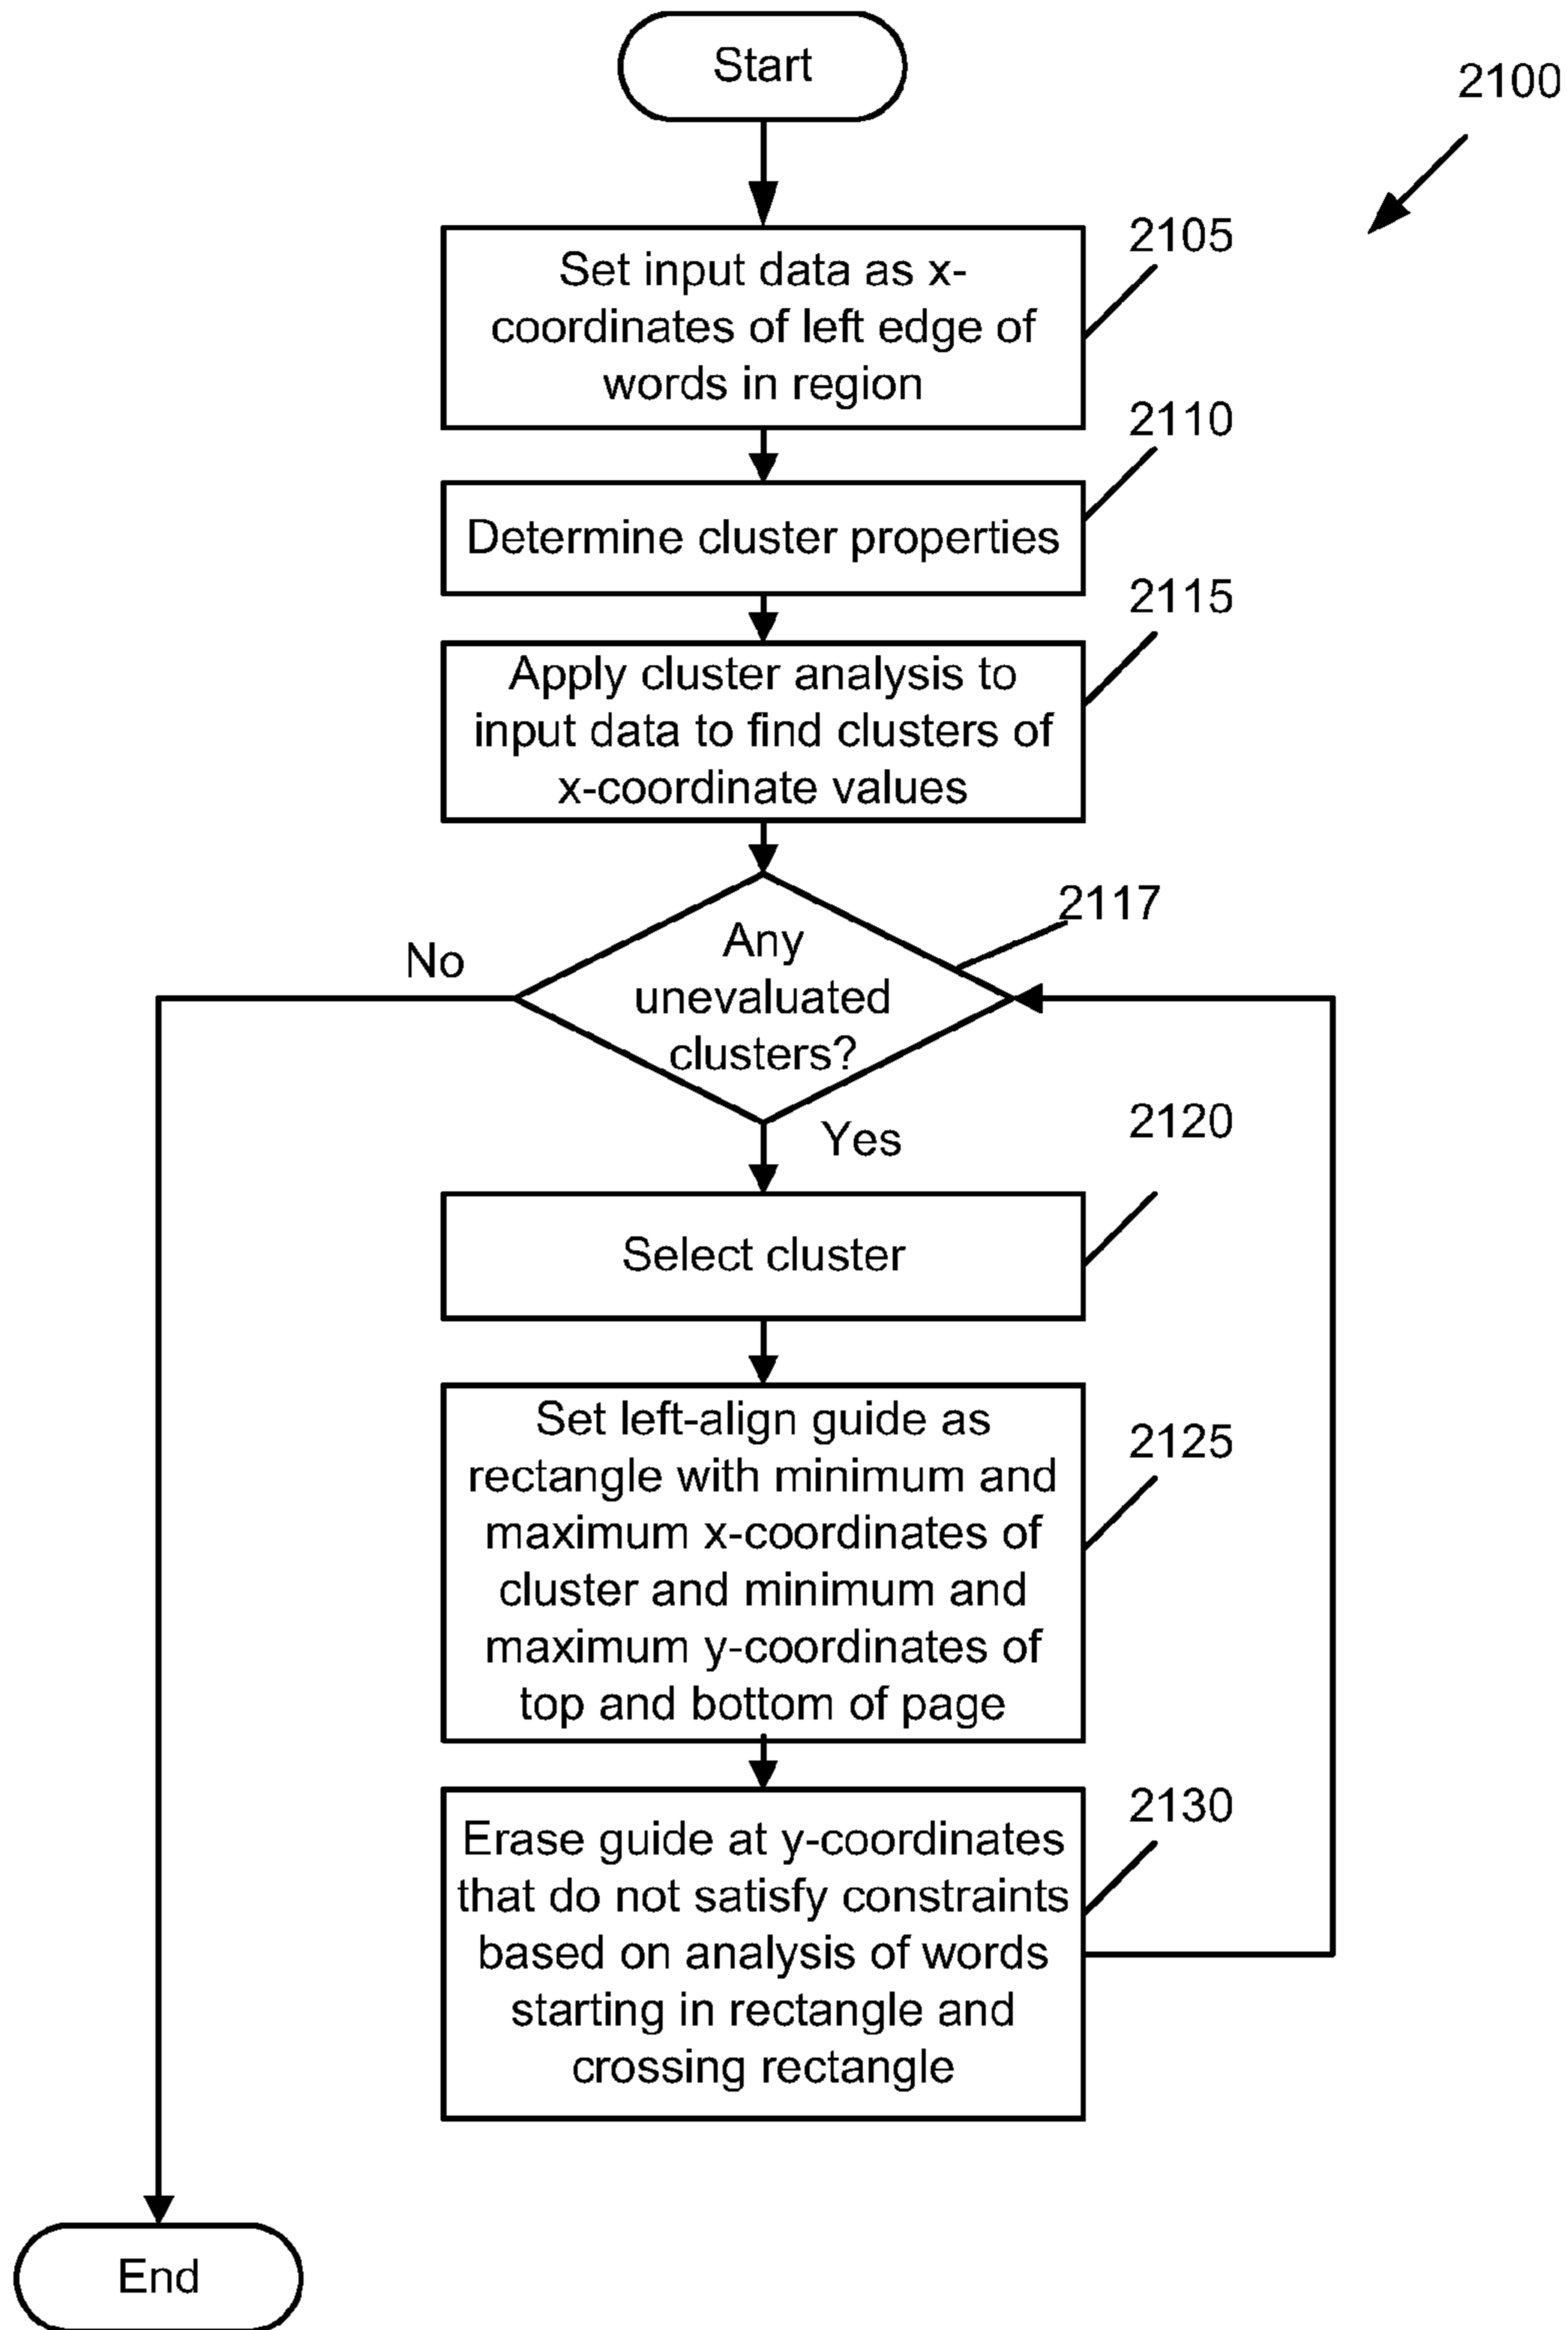 Start
2100
2105
Set input data as x-
coordinates of left edge of
words in region
2110
Determine cluster properties
2115
Apply cluster analysis to
input data to find clusters of
x-coordinate values
2117
Any
unevaluated
clusters?
No
Yes
2120
Select cluster
2125
Set left-align guide as
rectangle with minimum and
maximum x-coordinates of
cluster and minimum and
maximum y-coordinates of
top and bottom of page
2130
Erase guide at y-coordinates
that do not satisfy constraints
based on analysis of words
starting in rectangle and
crossing rectangle
End